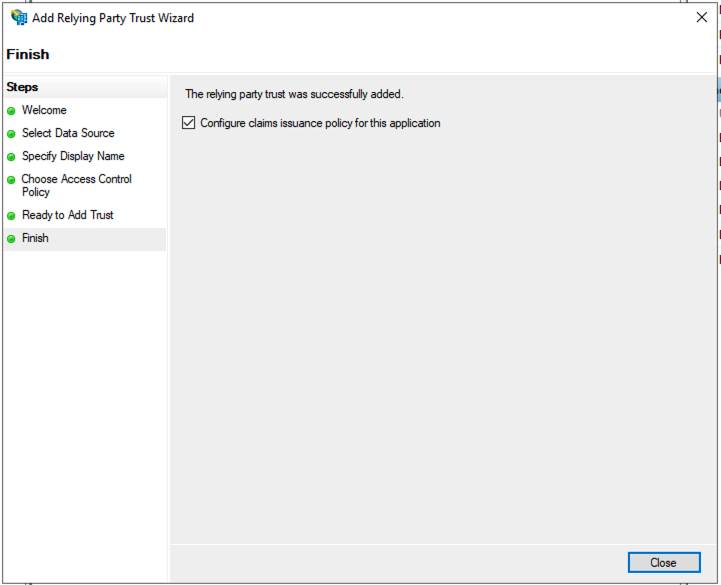 Add Relying Party Trust Wizard
Finish
Steps
Welcome
Select Data Source
Specify Display Name
Choose Access Control
Policy
Ready to Add Trust
Finish
The relying party trust was successfully added.
Configure claims issuance policy for this application
Close